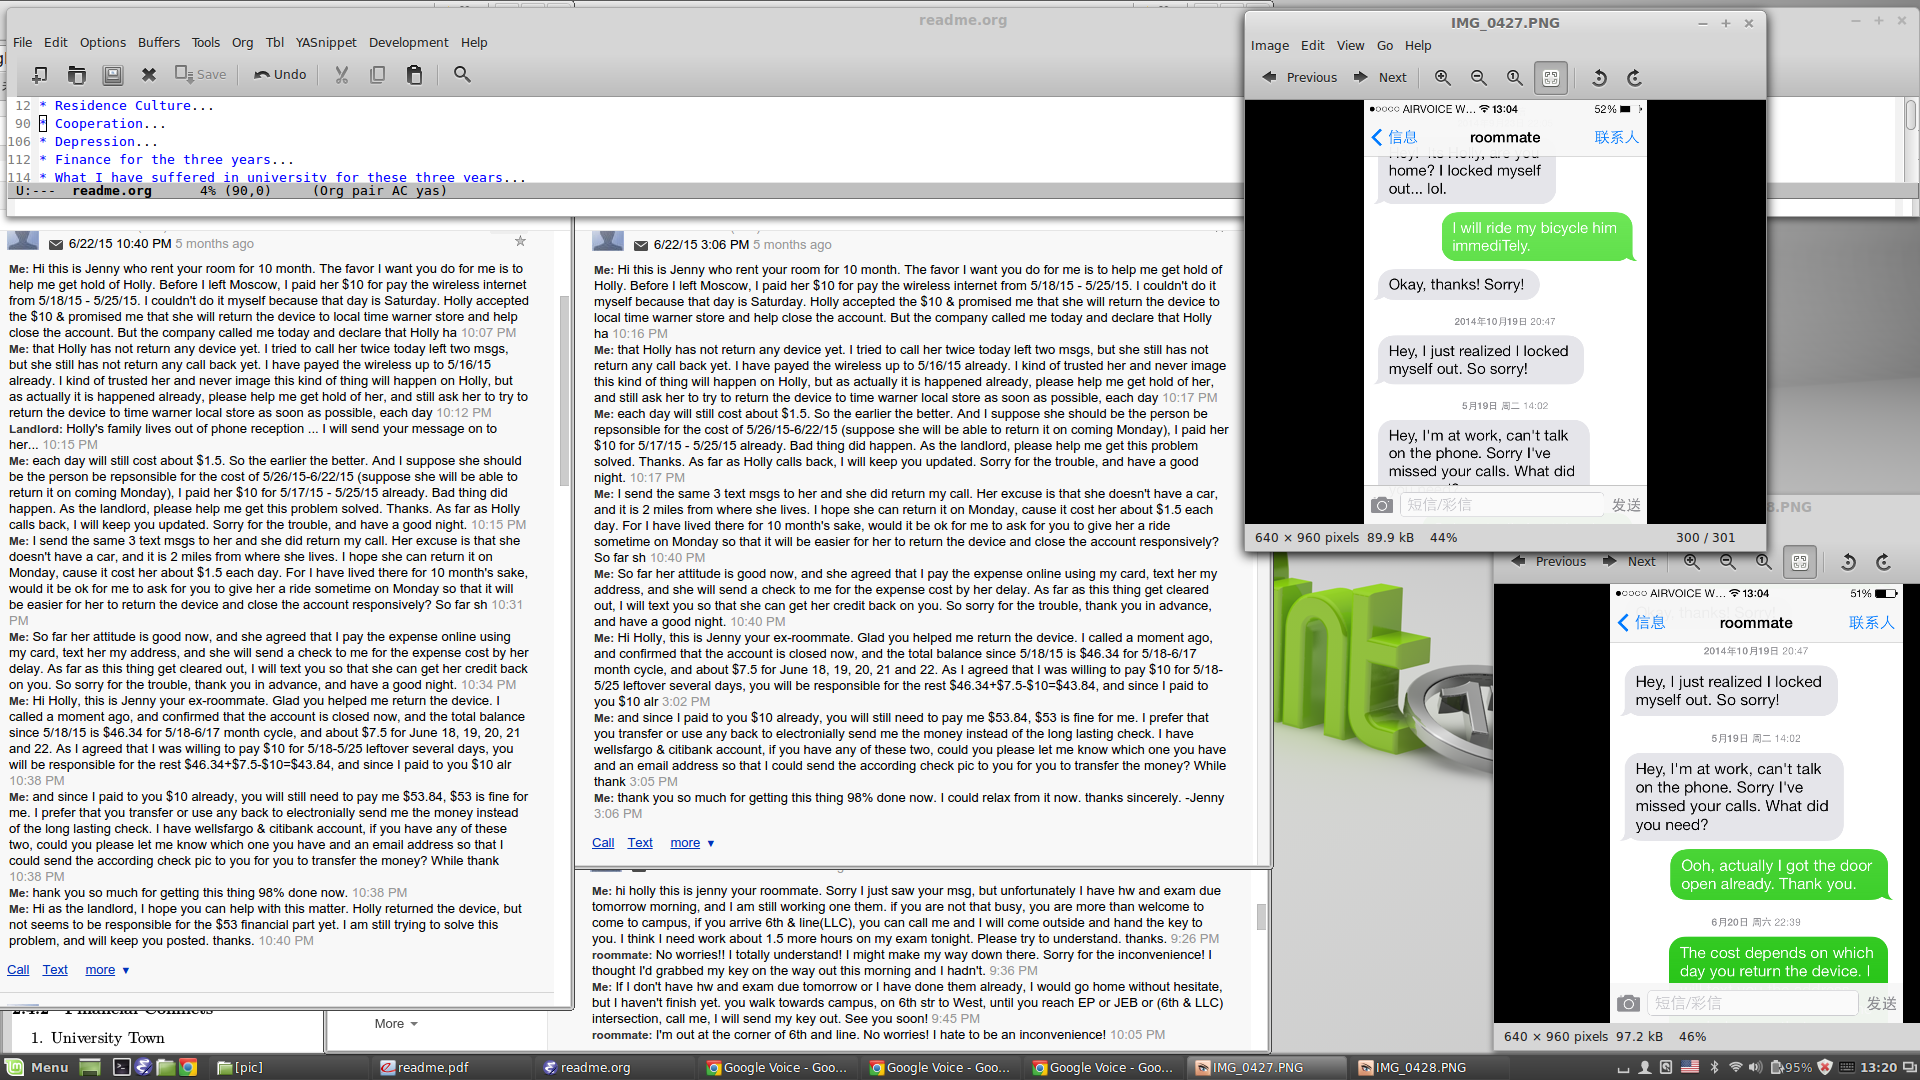 readme.org
File Edit Options Buffers Tools Org Tbl YASnippet Development Help
Save Undo
12 * Residence Culture...
90 * Cooperation...
106 * Depression...
112 * Finance for the three years...
114 * What I have suffered in university for these three years...
U:--- readme.org 4% (90,0) (Org pair AC yas)
6/22/15 10:40 PM 5 months ago
Me: Hi this is Jenny who rent your room for 10 month. The favor I want you do for me is to
help me get hold of Holly. Before I left Moscow, I paid her $10 for pay the wireless internet
from 5/18/15 - 5/25/15. I couldn't do it myself because that day is Saturday. Holly accepted
the $10 & promised me that she will return the device to local time warner store and help
close the account. But the company called me today and declare that Holly ha 10:07 PM
Me: that Holly has not return any device yet. I tried to call her twice today left two msgs,
but she still has not return any call back yet. I have payed the wireless up to 5/16/15
already. I kind of trusted her and never image this kind of thing will happen on Holly, but
as actually it is happened already, please help me get hold of her, and still ask her to try to
return the device to time warner local store as soon as possible, each day 10:12 PM
Landlord: Holly's family lives out of phone reception ... I will send your message on to
her... 10:15 PM
Me: each day will still cost about $1.5. So the earlier the better. And I suppose she should
be the person be repsonsible for the cost of 5/26/15-6/22/15 (suppose she will be able to
return it on coming Monday), I paid her $10 for 5/17/15 - 5/25/15 already. Bad thing did
happen. As the landlord, please help me get this problem solved. Thanks. As far as Holly
calls back, I will keep you updated. Sorry for the trouble, and have a good night. 10:15 PM
Me: I send the same 3 text msgs to her and she did return my call. Her excuse is that she
doesn't have a car, and it is 2 miles from where she lives. I hope she can return it on
Monday, cause it cost her about $1.5 each day. For I have lived there for 10 month's sake,
would it be ok for me to ask for you to give her a ride sometime on Monday so that it will
be easier for her to return the device and close the account responsively? So far sh 10:31
PM
Me: So far her attitude is good now, and she agreed that I pay the expense online using
my card, text her my address, and she will send a check to me for the expense cost by her
delay. As far as this thing get cleared out, I will text you so that she can get her credit back
on you. So sorry for the trouble, thank you in advance, and have a good night. 10:34 PM
Me: Hi Holly, this is Jenny your ex-roommate. Glad you helped me return the device. I
called a moment ago, and confirmed that the account is closed now, and the total balance
since 5/18/15 is $46.34 for 5/18-6/17 month cycle, and about $7.5 for June 18, 19, 20, 21
and 22. As I agreed that I was willing to pay $10 for 5/18-5/25 leftover several days, you
will be responsible for the rest $46.34+$7.5-$10=$43.84, and since I paid to you $10 alr
10:38 PM
Me: and since I paid to you $10 already, you will still need to pay me $53.84, $53 is fine for
me. I prefer that you transfer or use any back to electronially send me the money instead
of the long lasting check. I have wellsfargo & citibank account, if you have any of these
two, could you please let me know which one you have and an email address so that I
could send the according check pic to you for you to transfer the money? While thank
10:38 PM
Me: hank you so much for getting this thing 98% done now. 10:38 PM
Me: Hi as the landlord, I hope you can help with this matter. Holly returned the device, but
not seems to be responsible for the $53 financial part yet. I am still trying to solve this
problem, and will keep you posted. thanks. 10:40 PM
Call Text more
1. University Town
6/22/15 3:06 PM 5 months ago
Me: Hi this is Jenny who rent your room for 10 month. The favor I want you do for me is to help me get hold of
Holly. Before I left Moscow, I paid her $10 for pay the wireless internet from 5/18/15 - 5/25/15. I couldn't do it
myself because that day is Saturday. Holly accepted the $10 & promised me that she will return the device to
local time warner store and help close the account. But the company called me today and declare that Holly
ha 10:16 PM
Me: that Holly has not return any device yet. I tried to call her twice today left two msgs, but she still has not
return any call back yet. I have payed the wireless up to 5/16/15 already. I kind of trusted her and never image
this kind of thing will happen on Holly, but as actually it is happened already, please help me get hold of her,
and still ask her to try to return the device to time warner local store as soon as possible, each day 10:17 PM
Me: each day will still cost about $1.5. So the earlier the better. And I suppose she should be the person be
repsonsible for the cost of 5/26/15-6/22/15 (suppose she will be able to return it on coming Monday), I paid her
$10 for 5/17/15 - 5/25/15 already. Bad thing did happen. As the landlord, please help me get this problem
solved. Thanks. As far as Holly calls back, I will keep you updated. Sorry for the trouble, and have a good
night. 10:17 PM
Me: I send the same 3 text msgs to her and she did return my call. Her excuse is that she doesn't have a car,
and it is 2 miles from where she lives. I hope she can return it on Monday, cause it cost her about $1.5 each
day. For I have lived there for 10 month's sake, would it be ok for me to ask for you to give her a ride
sometime on Monday so that it will be easier for her to return the device and close the account responsively?
So far sh 10:40 PM
Me: So far her attitude is good now, and she agreed that I pay the expense online using my card, text her my
address, and she will send a check to me for the expense cost by her delay. As far as this thing get cleared
out, I will text you so that she can get her credit back on you. So sorry for the trouble, thank you in advance,
and have a good night. 10:40 PM
Me: Hi Holly, this is Jenny your ex-roommate. Glad you helped me return the device. I called a moment ago,
and confirmed that the account is closed now, and the total balance since 5/18/15 is $46.34 for 5/18-6/17
month cycle, and about $7.5 for June 18, 19, 20, 21 and 22. As I agreed that I was willing to pay $10 for 5/18-
5/25 leftover several days, you will be responsible for the rest $46.34+$7.5-$10=$43.84, and since I paid to
you $10 alr 3:02 PM
Me: and since I paid to you $10 already, you will still need to pay me $53.84, $53 is fine for me. I prefer that
you transfer or use any back to electronially send me the money instead of the long lasting check. I have
wellsfargo & citibank account, if you have any of these two, could you please let me know which one you have
and an email address so that I could send the according check pic to you for you to transfer the money? While
thank 3:05 PM
Me: thank you so much for getting this thing 98% done now. I could relax from it now. thanks sincerely. -Jenny
3:06 PM
Call Text more
Me: hi holly this is jenny your roommate. Sorry I just saw your msg, but unfortunately I have hw and exam due
tomorrow morning, and I am still working one them. if you are not that busy, you are more than welcome to
come to campus, if you arrive 6th & line(LLC), you can call me and I will come outside and hand the key to
you. I think I need work about 1.5 more hours on my exam tonight. Please try to understand. thanks. 9:26 PM
roommate: No worries!! I totally understand! I might make my way down there. Sorry for the inconvenience! I
thought I'd grabbed my key on the way out this morning and I hadn't. 9:36 PM
Me: If I don't have hw and exam due tomorrow or I have done them already, I would go home without hesitate,
but I haven't finish yet. you walk towards campus, on 6th str to West, until you reach EP or JEB or (6th & LLC)
intersection, call me, I will send my key out. See you soon! 9:45 PM
roommate: I'm out at the corner of 6th and line. No worries! I hate to be an inconvenience! 10:05 PM
More
IMG_0427.PNG
Image Edit View Go Help
Previous Next
AIRVOICE W... 13:04 52%
信息 roommate 联系人
home? I locked myself
out... lol.
I will ride my bicycle him
immediTely.
Okay, thanks! Sorry!
2014年10月19日 20:47
Hey, I just realized I locked
myself out. So sorry!
5月19日 周二 14:02
Hey, I'm at work, can't talk
on the phone. Sorry I've
missed your calls. What did
短信/彩信 发送
640 × 960 pixels 89.9 kB 44% 300 / 301
8.PNG
Previous Next
AIRVOICE W... 13:04 51%
信息 roommate 联系人
2014年10月19日 20:47
Hey, I just realized I locked
myself out. So sorry!
5月19日 周二 14:02
Hey, I'm at work, can't talk
on the phone. Sorry I've
missed your calls. What did
you need?
Ooh, actually I got the door
open already. Thank you.
6月20日 周六 22:39
The cost depends on which
day you return the device. I
短信/彩信 发送
640 × 960 pixels 97.2 kB 46%
Menu [pic] readme.pdf readme.org Google Voice - Goo... Google Voice - Goo... Google Voice - Goo... IMG_0427.PNG IMG_0428.PNG 95% 13:20